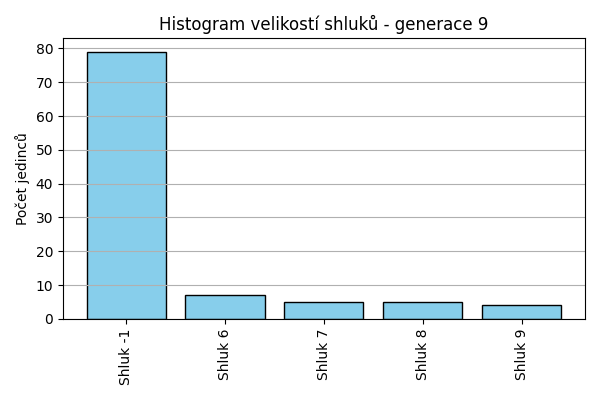 Histogram velikostí shluků - generace 9
Počet jedinců
80
70
60
50
40
30
20
10
0
Shluk -1
Shluk 6
Shluk 7
Shluk 8
Shluk 9